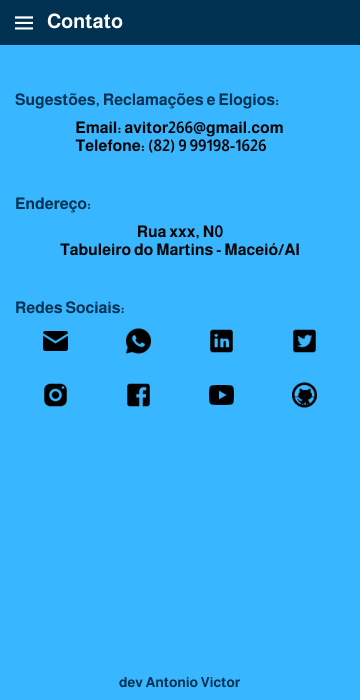 Contato
Sugestões, Reclamações e Elogios:
Email: avitor266@gmail.com
Telefone: (82) 9 99198-1626
Endereço:
Rua xxx, N0
Tabuleiro do Martins - Maceió/Al
Redes Sociais:
dev Antonio Victor